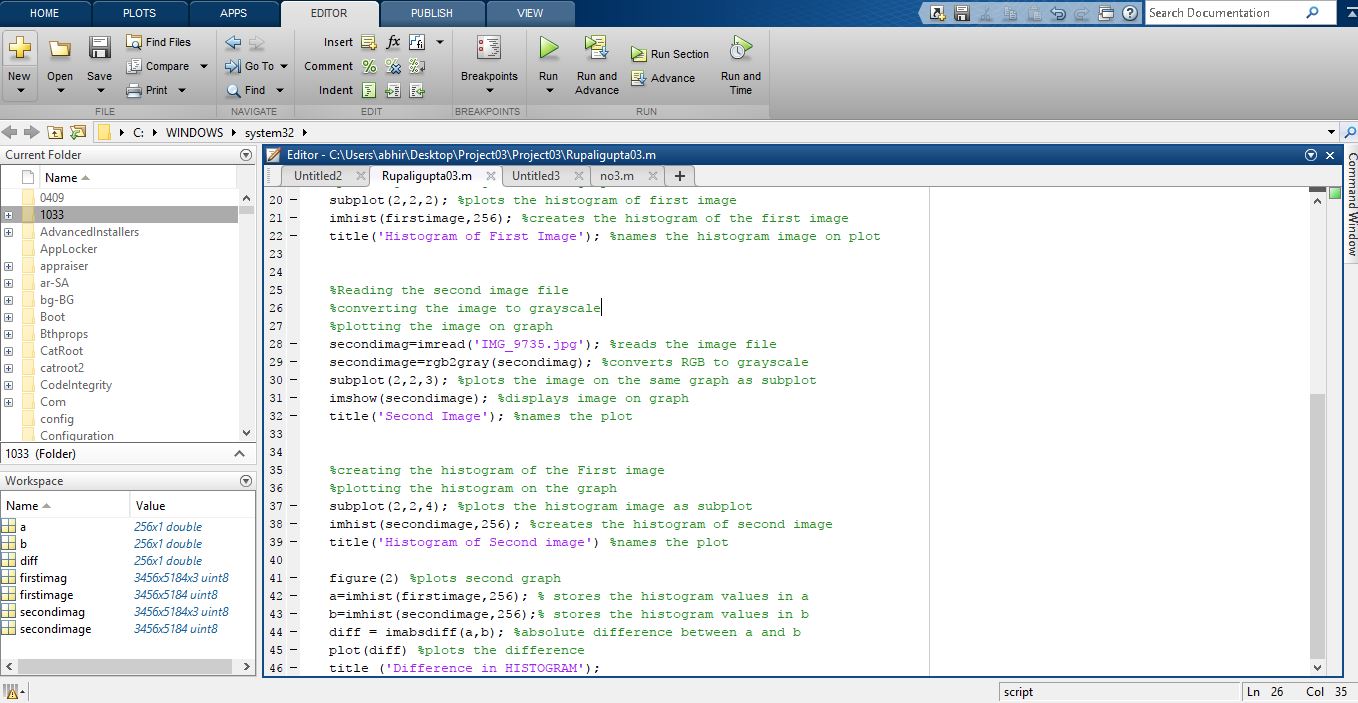 HOME PLOTS APPS EDITOR PUBLISH VIEW
Search Documentation
Find Files Insert fx
Compare Go To Comment % Run Section
New Open Save Breakpoints Run Run and Advance Advance Run and Time
Print Find Indent
FILE NAVIGATE EDIT BREAKPOINTS RUN
C: WINDOWS system32
Current Folder
Name
0409
1033
AdvancedInstallers
AppLocker
appraiser
ar-SA
bg-BG
Boot
Bthprops
CatRoot
catroot2
CodeIntegrity
Com
config
Configuration
1033 (Folder)
Workspace
Name Value
a 256x1 double
b 256x1 double
diff 256x1 double
firstimag 3456x5184x3 uint8
firstimage 3456x5184 uint8
secondimag 3456x5184x3 uint8
secondimage 3456x5184 uint8
Editor - C:\Users\abhir\Desktop\Project03\Project03\Rupaligupta03.m
Untitled2 Rupaligupta03.m Untitled3 no3.m +
20 - subplot(2,2,2); %plots the histogram of first image
21 - imhist(firstimage,256); %creates the histogram of the first image
22 - title('Histogram of First Image'); %names the histogram image on plot
23
24
25 %Reading the second image file
26 %converting the image to grayscale
27 %plotting the image on graph
28 - secondimag=imread('IMG_9735.jpg'); %reads the image file
29 - secondimage=rgb2gray(secondimag); %converts RGB to grayscale
30 - subplot(2,2,3); %plots the image on the same graph as subplot
31 - imshow(secondimage); %displays image on graph
32 - title('Second Image'); %names the plot
33
34
35 %creating the histogram of the First image
36 %plotting the histogram on the graph
37 - subplot(2,2,4); %plots the histogram image as subplot
38 - imhist(secondimage,256); %creates the histogram of second image
39 - title('Histogram of Second image') %names the plot
40
41 - figure(2) %plots second graph
42 - a=imhist(firstimage,256); % stores the histogram values in a
43 - b=imhist(secondimage,256);% stores the histogram values in b
44 - diff = imabsdiff(a,b); %absolute difference between a and b
45 - plot(diff) %plots the difference
46 - title ('Difference in HISTOGRAM');
Command Window
script Ln 26 Col 35